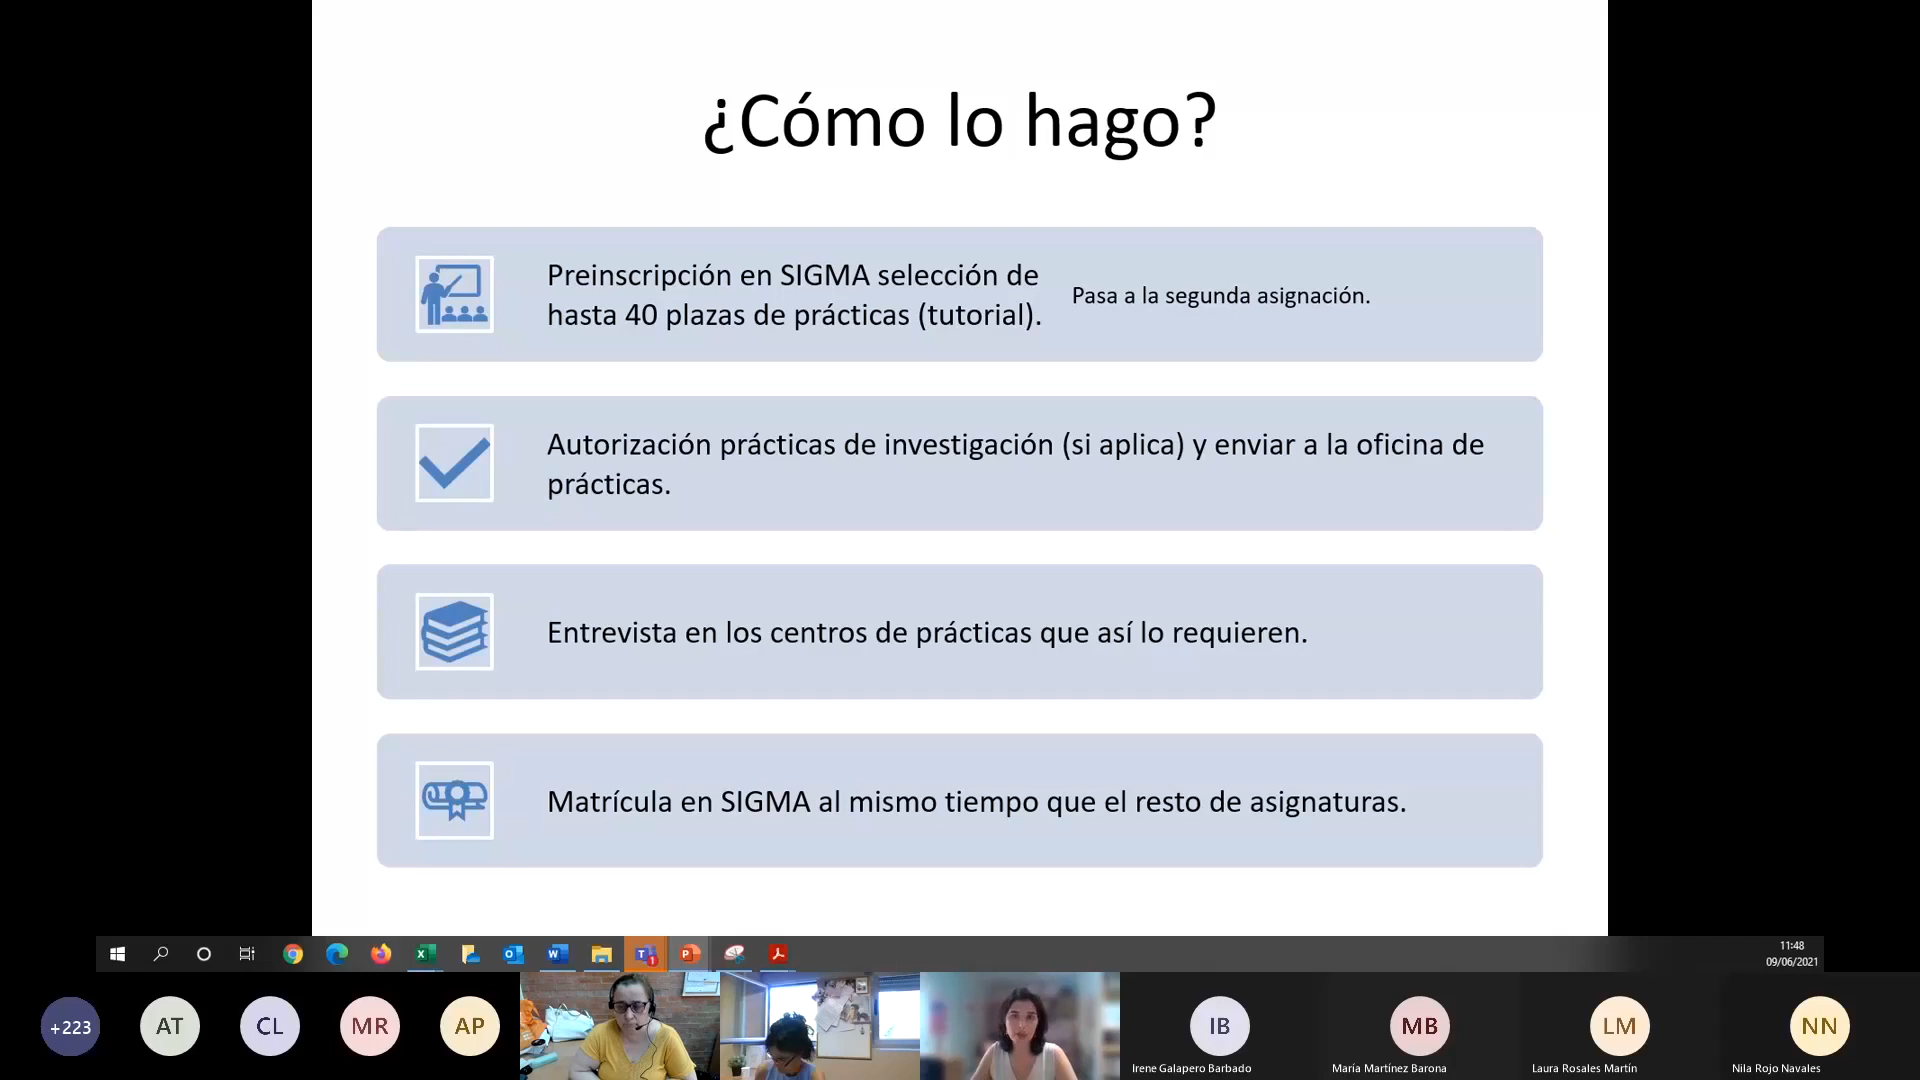 ¿Cómo lo hago?
Preinscripción en SIGMA selección de
hasta 40 plazas de prácticas (tutorial).
Pasa a la segunda asignación.
Autorización prácticas de investigación (si aplica) y enviar a la oficina de
prácticas.
Entrevista en los centros de prácticas que así lo requieren.
Matrícula en SIGMA al mismo tiempo que el resto de asignaturas.
11:48
09/06/2021
+223
AT
CL
MR
AP
IB
MB
LM
NN
Irene Galapero Barbado
María Martínez Barona
Laura Rosales Martín
Nila Rojo Navales